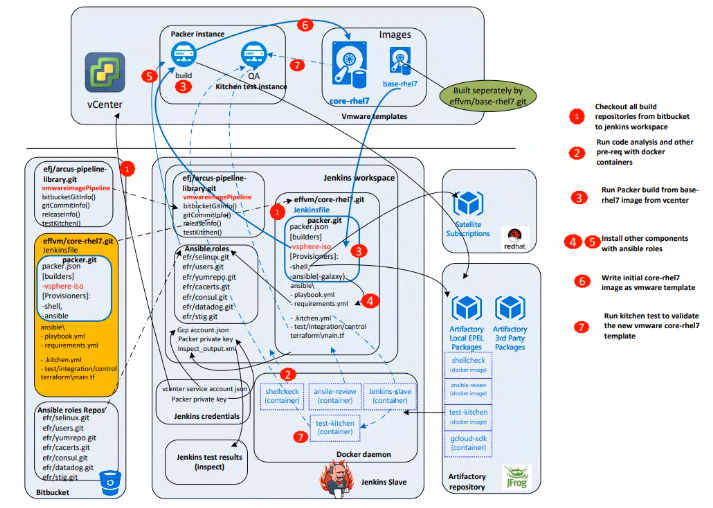 Packer instance
build
3
QA
Kitchen test instance
5
6
7
vCenter
Images
core-rhel7
base-rhel7
Vmware templates
Built seperately by
effvm/base-rhel7.git
1
Checkout all build
repositories from bitbucket
to jenkins workspace
2
Run code analysis and other
pre-req with docker
containers
3
Run Packer build from base-
rhel7 image from vcenter
4
5
Install other components
with ansible roles
6
Write initial core-rhel7
image as vmware template
7
Run kitchen test to validate
the new vmware core-rhel7
template
efj/arcus-pipeline-
library.git
vmwareimagePipeline
bitbucketGitInfo()
gitCommitInfo()
releaseinfo()
testKitchen()
1
effvm/core-rhel7.git
Jenkinsfile
packer.git
packer.json
[builders]
-vsphere-iso
[Provisioners]:
-shell,
-ansible
ansible\
- playbook.yml
- requirements.yml
- .kitchen.yml
- test/integration/control
terraform\main.tf
Ansible roles Repos'
efr/selinux.git
efr/users.git
efr/yumrepo.git
efr/cacerts.git
efr/consul.git
efr/datadog.git
efr/stig.git
Bitbucket
Jenkins workspace
efj/arcus-pipeline-
library.git
vmwareimagePipeline
bitbucketGitInfo()
gitCommitInfo()
releaseinfo()
testKitchen()
Ansible roles
efr/selinux.git
efr/users.git
efr/yumrepo.git
efr/cacerts.git
efr/consul.git
efr/datadog.git
efr/stig.git
Gcp account.json
Packer private key
Inspect_output.xml
1
effvm/core-rhel7.git
Jenkinsfile
packer.git
packer.json
[builders]
-vsphere-iso
[Provisioners]:
-shell,
-ansible(-galaxy)
3
ansible\
- playbook.yml
- requirements.yml
4
- .kitchen.yml
- test/integration/control
terraform\main.tf
vcenter service account.json
Packer private key
Jenkins credentials
Jenkins test results
(inspect)
2
shellcheck
(container)
ansile-review
(container)
Jenkins-slave
(container)
7
test-kitchen
(container)
Docker daemon
Jenkins Slave
Satellite
Subscriptions
redhat
Artifactory
Local EPEL
Packages
Artifactory
3rd Party
Packages
shellcheck
(docker image)
ansible-review
(docker image)
test-kitchen
(docker image)
gcloud-sdk
(container)
Artifactory
repository
JFrog